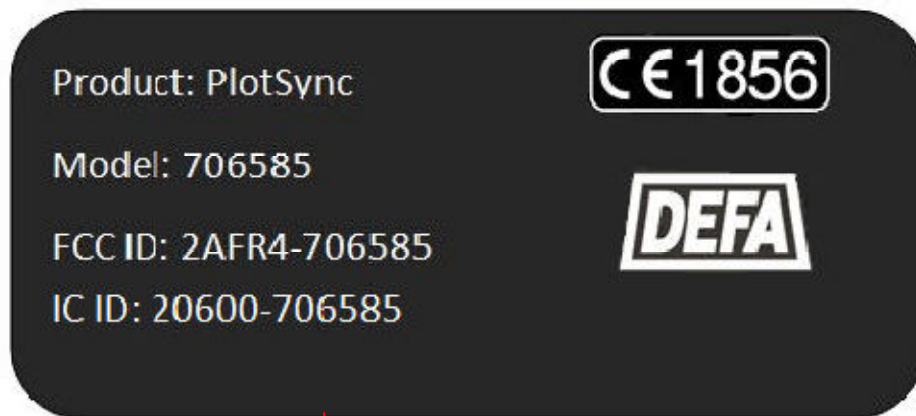 Product: PlotSync
CE1856
Model: 706585
DEFA
FCC ID: 2AFR4-706585
IC ID: 20600-706585